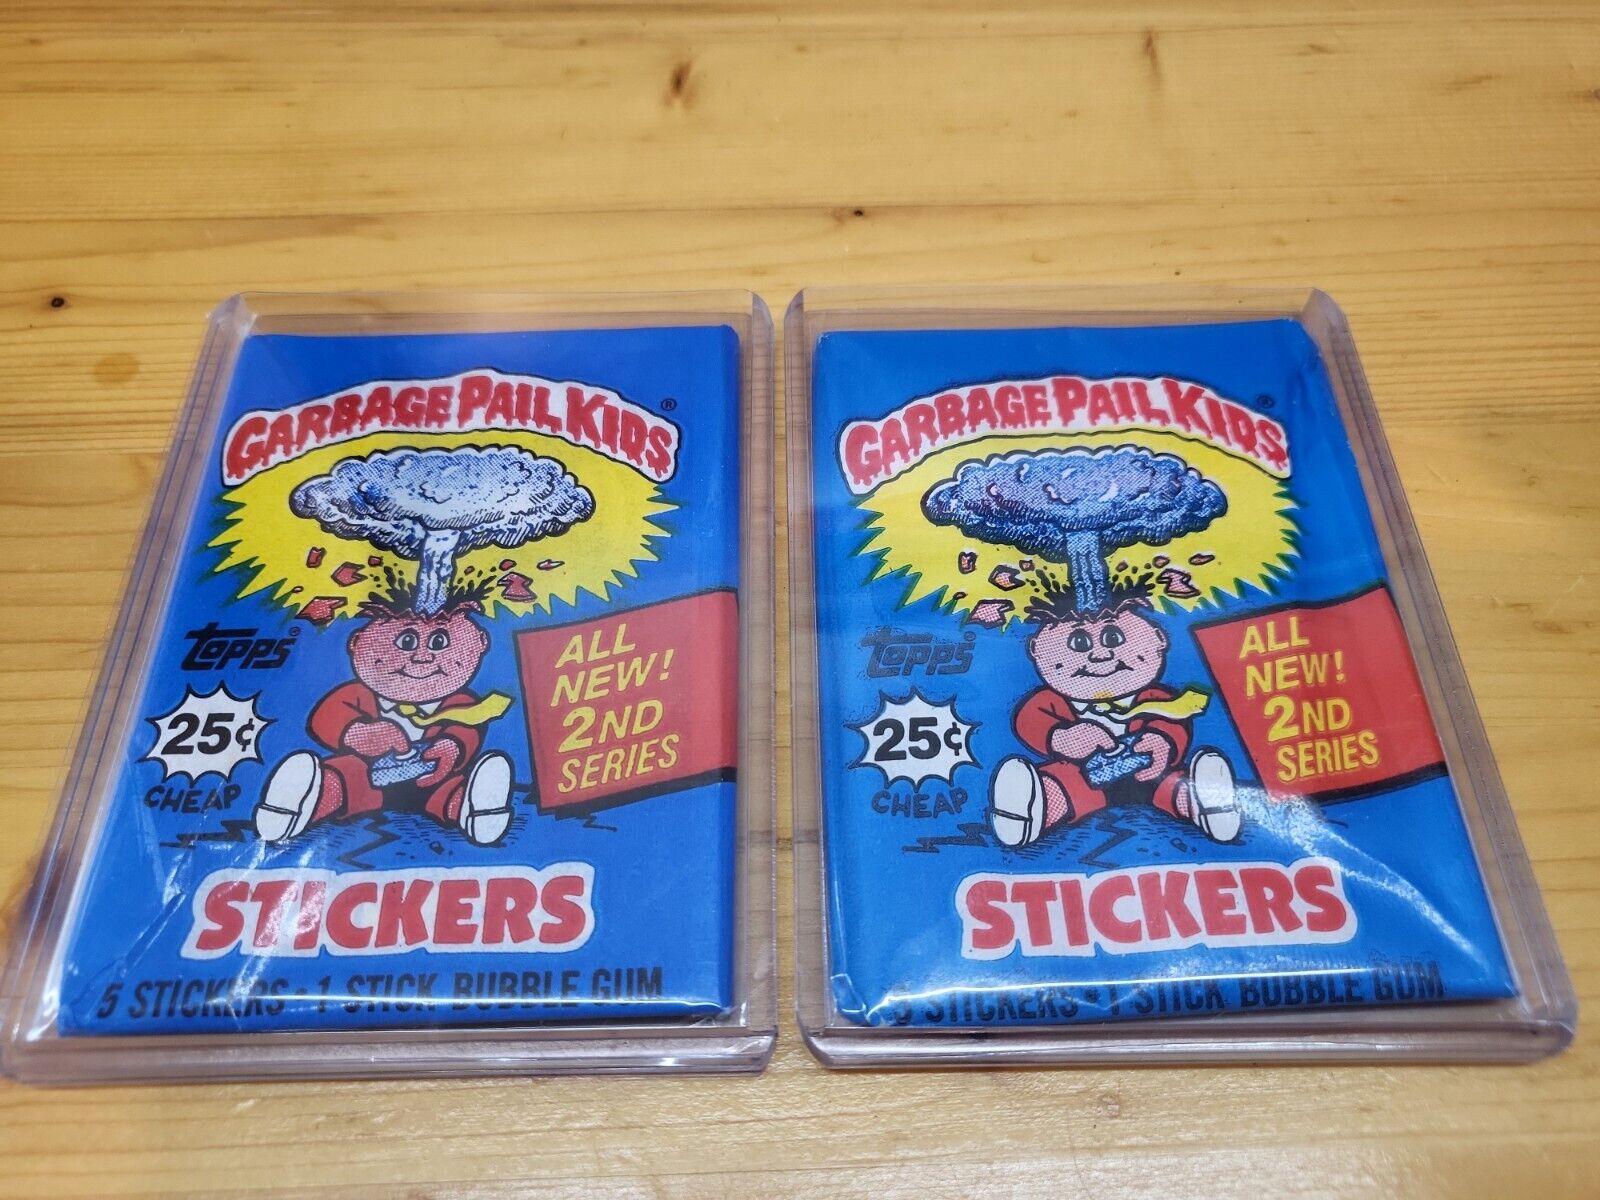 GARBAGE PAIL KIDS®
topps®
ALL
NEW!
2ND
SERIES
25¢
CHEAP
STICKERS
5 STICKERS • 1 STICK BUBBLE GUM
GARBAGE PAIL KIDS®
topps®
ALL
NEW!
2ND
SERIES
25¢
CHEAP
STICKERS
5 STICKERS • 1 STICK BUBBLE GUM